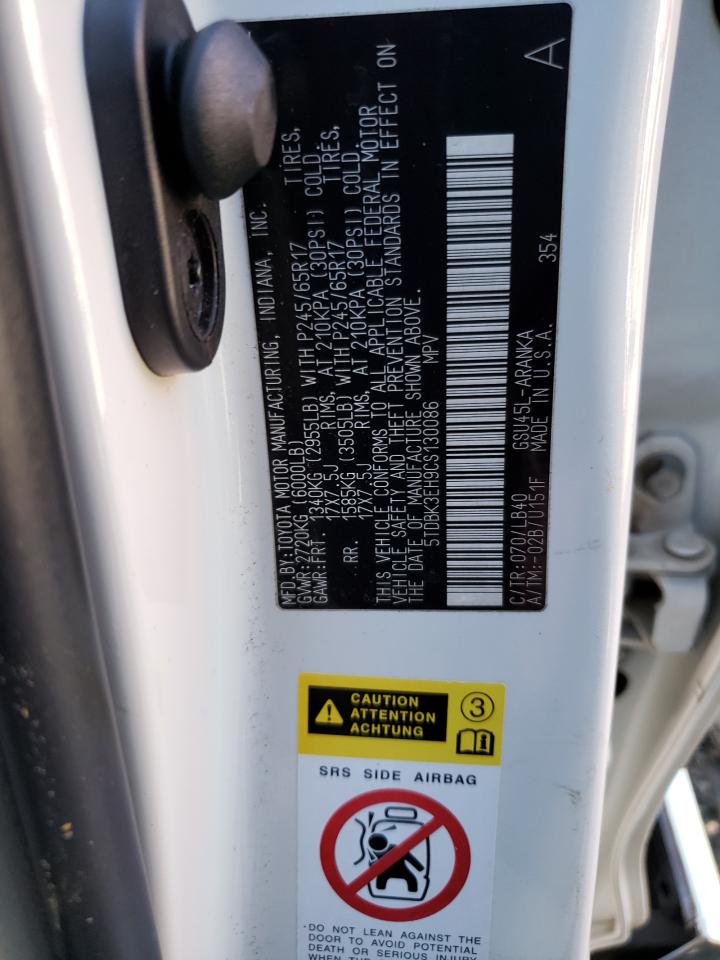 MFD.BY:TOYOTA MOTOR MANUFACTURING, INDIANA, INC.
GVWR:2720KG (6000LB)
GAWR:FRT. 1340KG (2955LB) WITH P245/65R17 TIRES,
17X7.5J RIMS, AT 210KPA (30PSI) COLD.
RR. 1585KG (3505LB) WITH P245/65R17 TIRES,
17X7.5J RIMS, AT 210KPA (30PSI) COLD.
THIS VEHICLE CONFORMS TO ALL APPLICABLE FEDERAL MOTOR
VEHICLE SAFETY AND THEFT PREVENTION STANDARDS IN EFFECT ON
THE DATE OF MANUFACTURE SHOWN ABOVE.
5TDBK3EH9CS130086 MPV
C/TR:070/LB40 GSU45L-ARANKA 354
A/TM:-02B/U151F MADE IN U.S.A.
A
CAUTION
ATTENTION
ACHTUNG
3
SRS SIDE AIRBAG
·DO NOT LEAN AGAINST THE
DOOR TO AVOID POTENTIAL
DEATH OR SERIOUS INJURY
WHEN THE